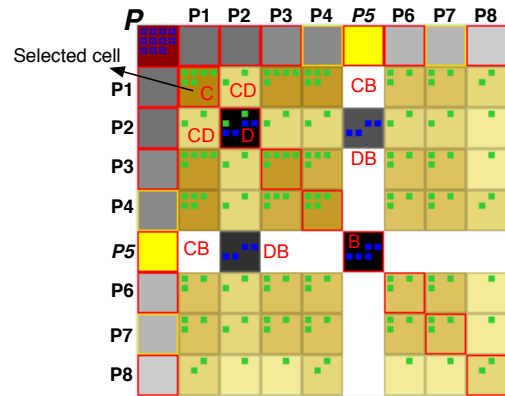 P P1 P2 P3 P4 P5 P6 P7 P8
Selected cell
P1 C CD CB
P2 CD D
P3 DB
P4
P5 CB DB B
P6
P7
P8